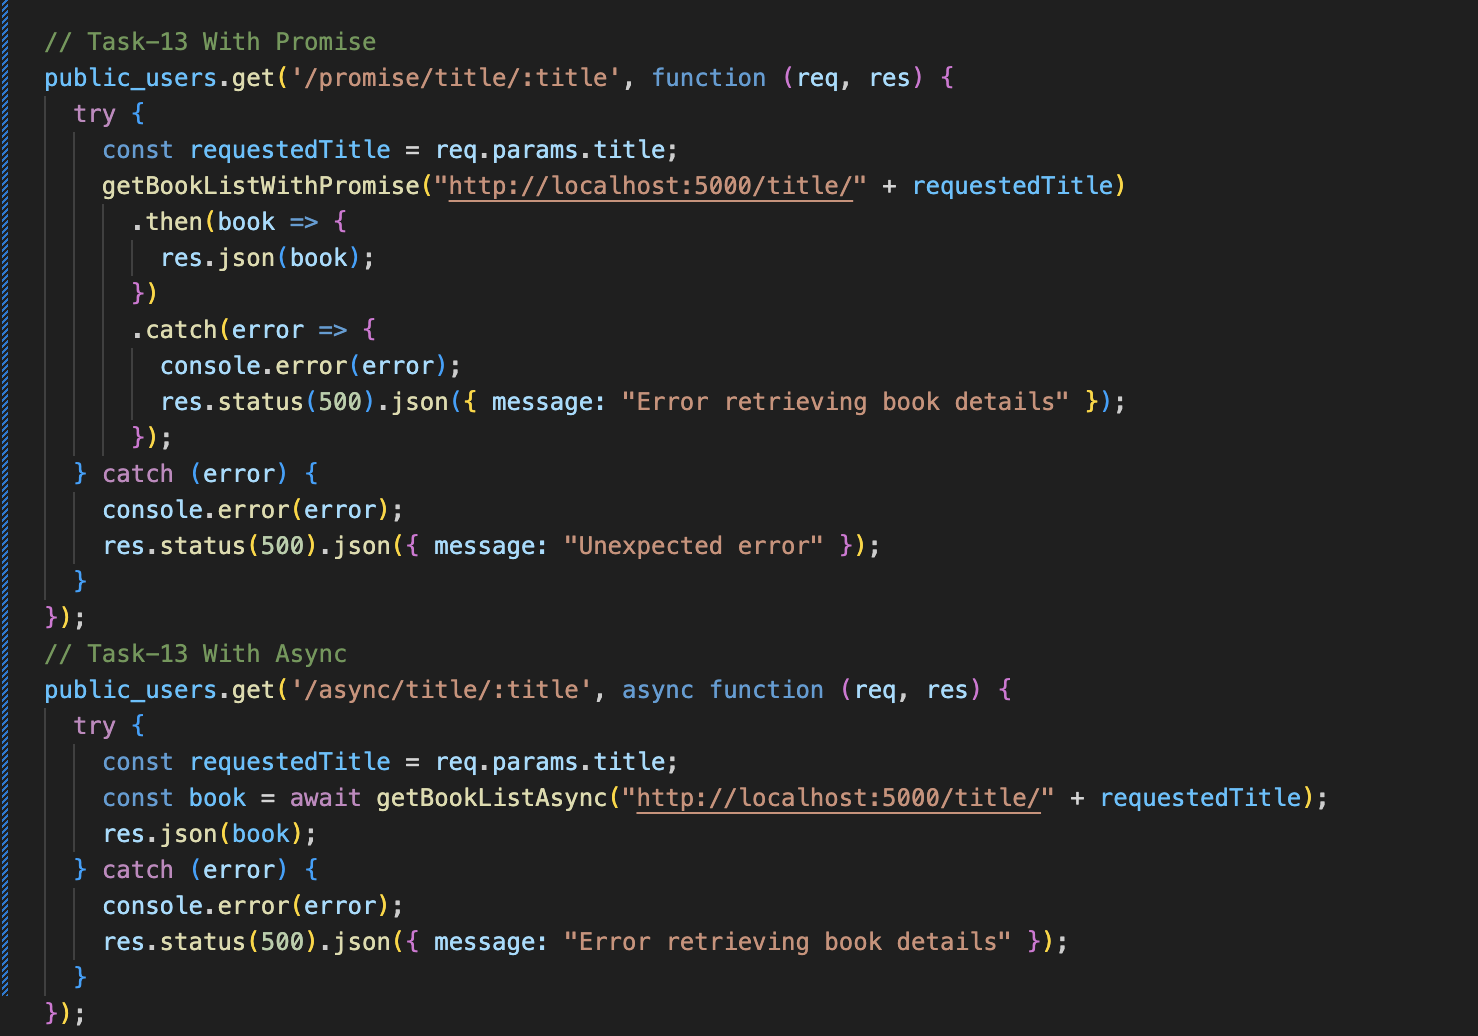 // Task-13 With Promise
public_users.get('/promise/title/:title', function (req, res) {
  try {
    const requestedTitle = req.params.title;
    getBookListWithPromise("http://localhost:5000/title/" + requestedTitle)
      .then(book => {
        res.json(book);
      })
      .catch(error => {
        console.error(error);
        res.status(500).json({ message: "Error retrieving book details" });
      });
  } catch (error) {
    console.error(error);
    res.status(500).json({ message: "Unexpected error" });
  }
});
// Task-13 With Async
public_users.get('/async/title/:title', async function (req, res) {
  try {
    const requestedTitle = req.params.title;
    const book = await getBookListAsync("http://localhost:5000/title/" + requestedTitle);
    res.json(book);
  } catch (error) {
    console.error(error);
    res.status(500).json({ message: "Error retrieving book details" });
  }
});